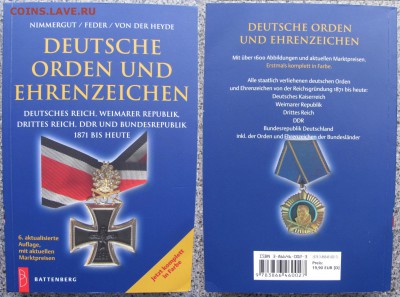 COINS.LAVE.RU
NIMMERGUT / FEDER / VON DER HEYDE
DEUTSCHE
ORDEN UND
EHRENZEICHEN
DEUTSCHES REICH, WEIMARER REPUBLIK,
DRITTES REICH, DDR UND BUNDESREPUBLIK
1871 BIS HEUTE
6. aktualisierte
Auflage,
mit aktuellen
Marktpreisen
Jetzt komplett
in Farbe
BATTENBERG
DEUTSCHE ORDEN
UND EHRENZEICHEN
Mit über 1600 Abbildungen und aktuellen Marktpreisen.
Erstmals komplett in Farbe.
Alle staatlich verliehenen deutschen Orden
und Ehrenzeichen von der Reichsgründung 1871 bis heute:
Deutsches Kaiserreich
Weimarer Republik
Drittes Reich
DDR
Bundesrepublik Deutschland
inkl. der Orden und Ehrenzeichen der Bundesländer
Preis: